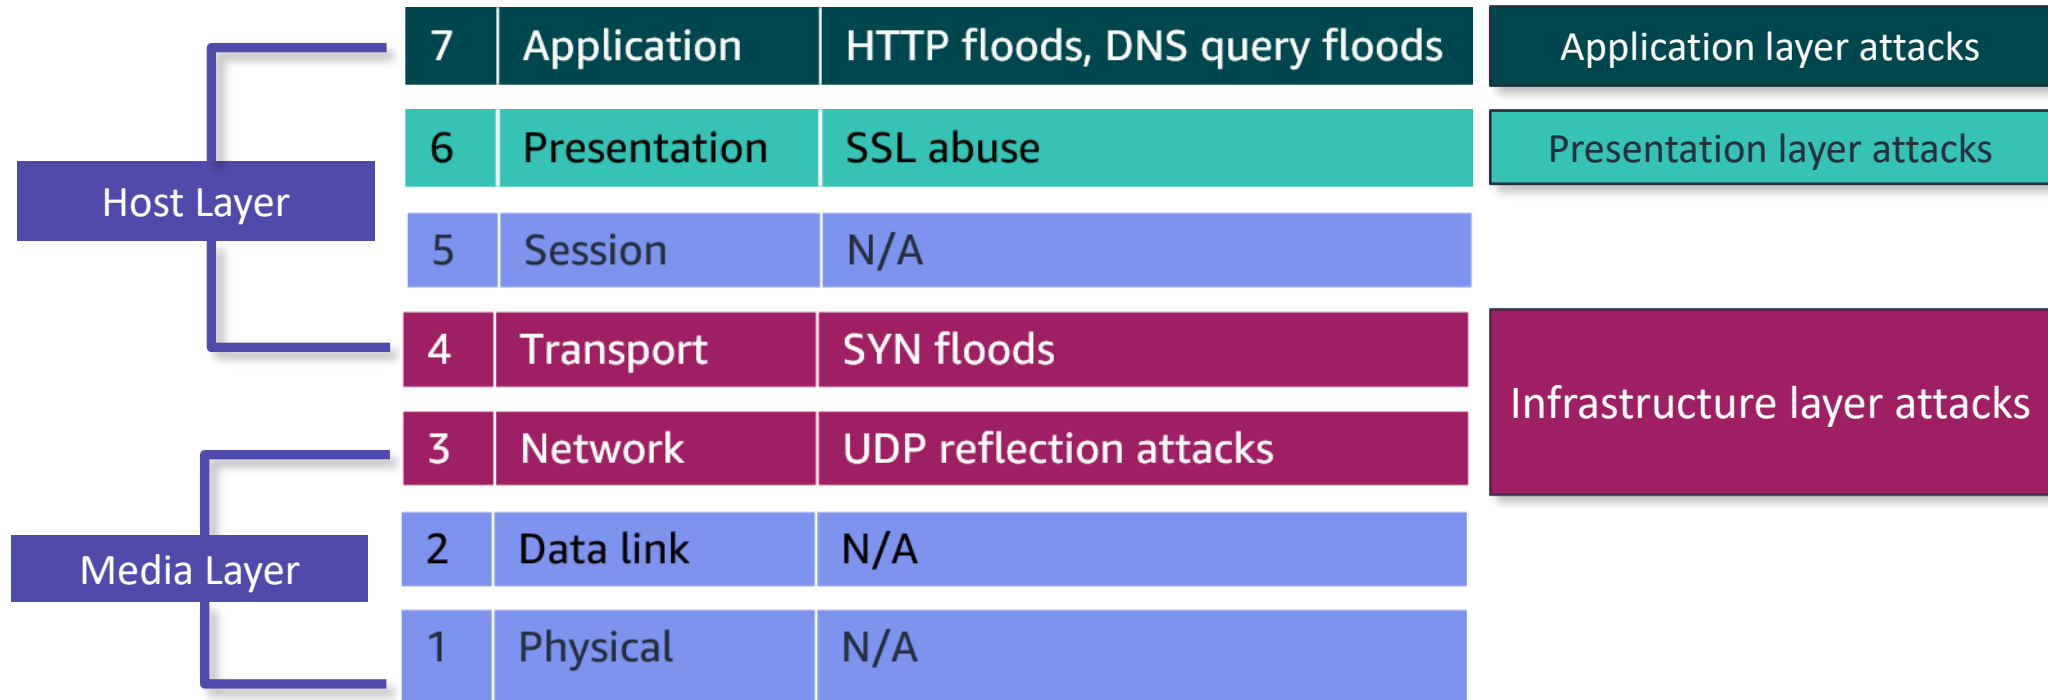 7 Application HTTP floods, DNS query floods Application layer attacks
6 Presentation SSL abuse Presentation layer attacks
Host Layer
5 Session N/A
4 Transport SYN floods
Infrastructure layer attacks
3 Network UDP reflection attacks
2 Data link N/A
Media Layer
1 Physical N/A